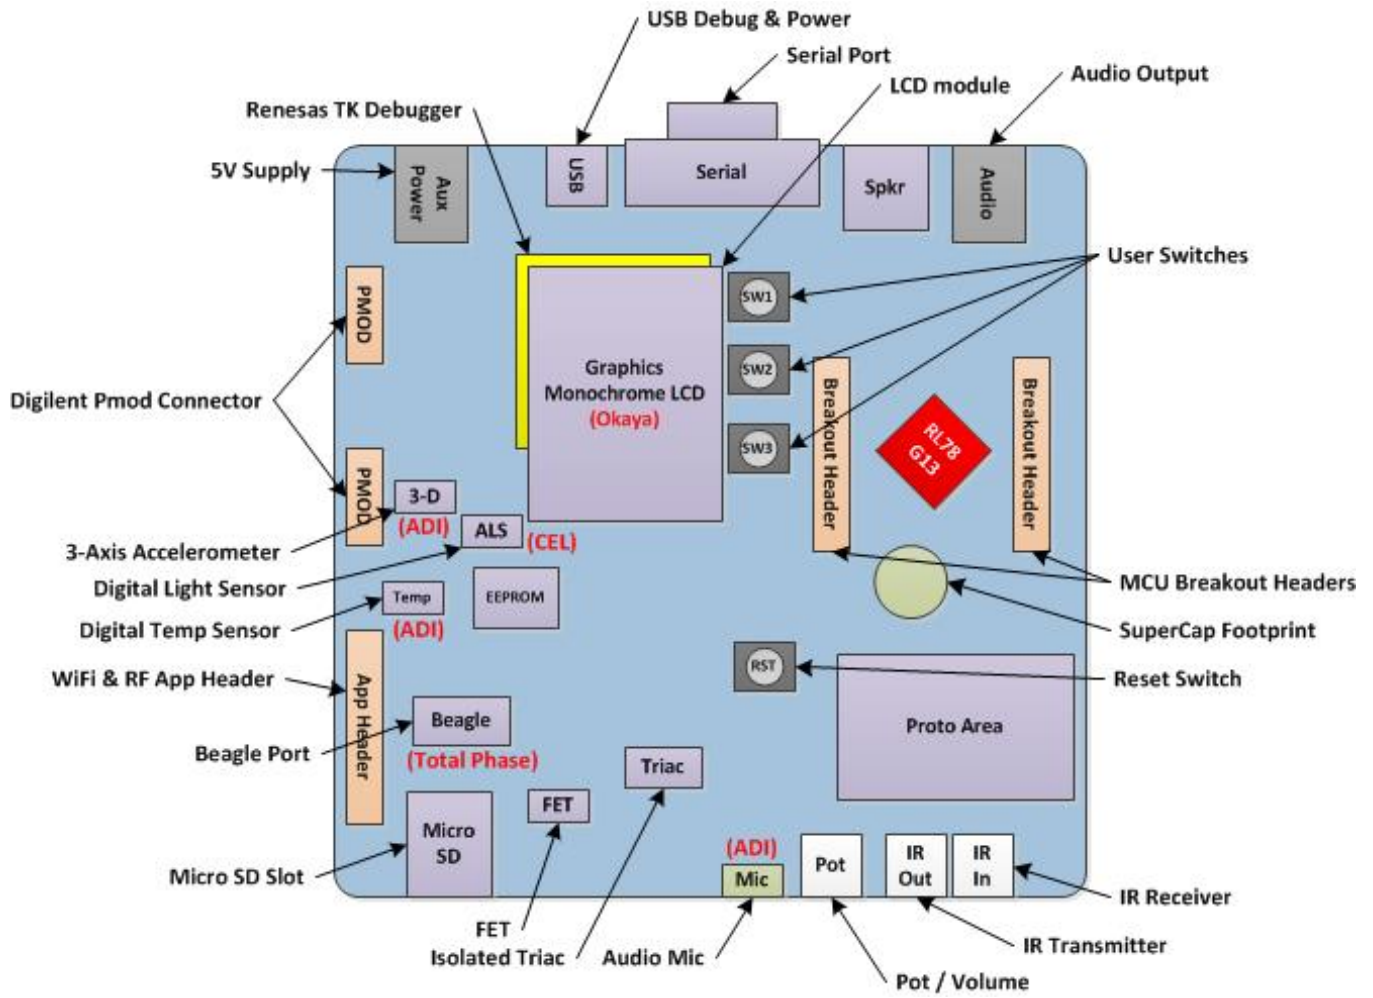 USB Debug & Power
Serial Port
LCD module
Audio Output
Renesas TK Debugger
5V Supply
Aux
Power
USB
Serial
Spkr
Audio
User Switches
PMOD
SW1
Graphics
Monochrome LCD
(Okaya)
SW2
SW3
Breakout Header
RL78
G13
Breakout Header
Digilent Pmod Connector
PMOD
3-D
(ADI)
ALS
(CEL)
3-Axis Accelerometer
Digital Light Sensor
Temp
(ADI)
EEPROM
Digital Temp Sensor
MCU Breakout Headers
SuperCap Footprint
WiFi & RF App Header
App Header
RST
Reset Switch
Beagle
(Total Phase)
Beagle Port
Proto Area
Triac
FET
Micro
SD
Micro SD Slot
(ADI)
Mic
Pot
IR
Out
IR
In
IR Receiver
FET
Isolated Triac
Audio Mic
IR Transmitter
Pot / Volume